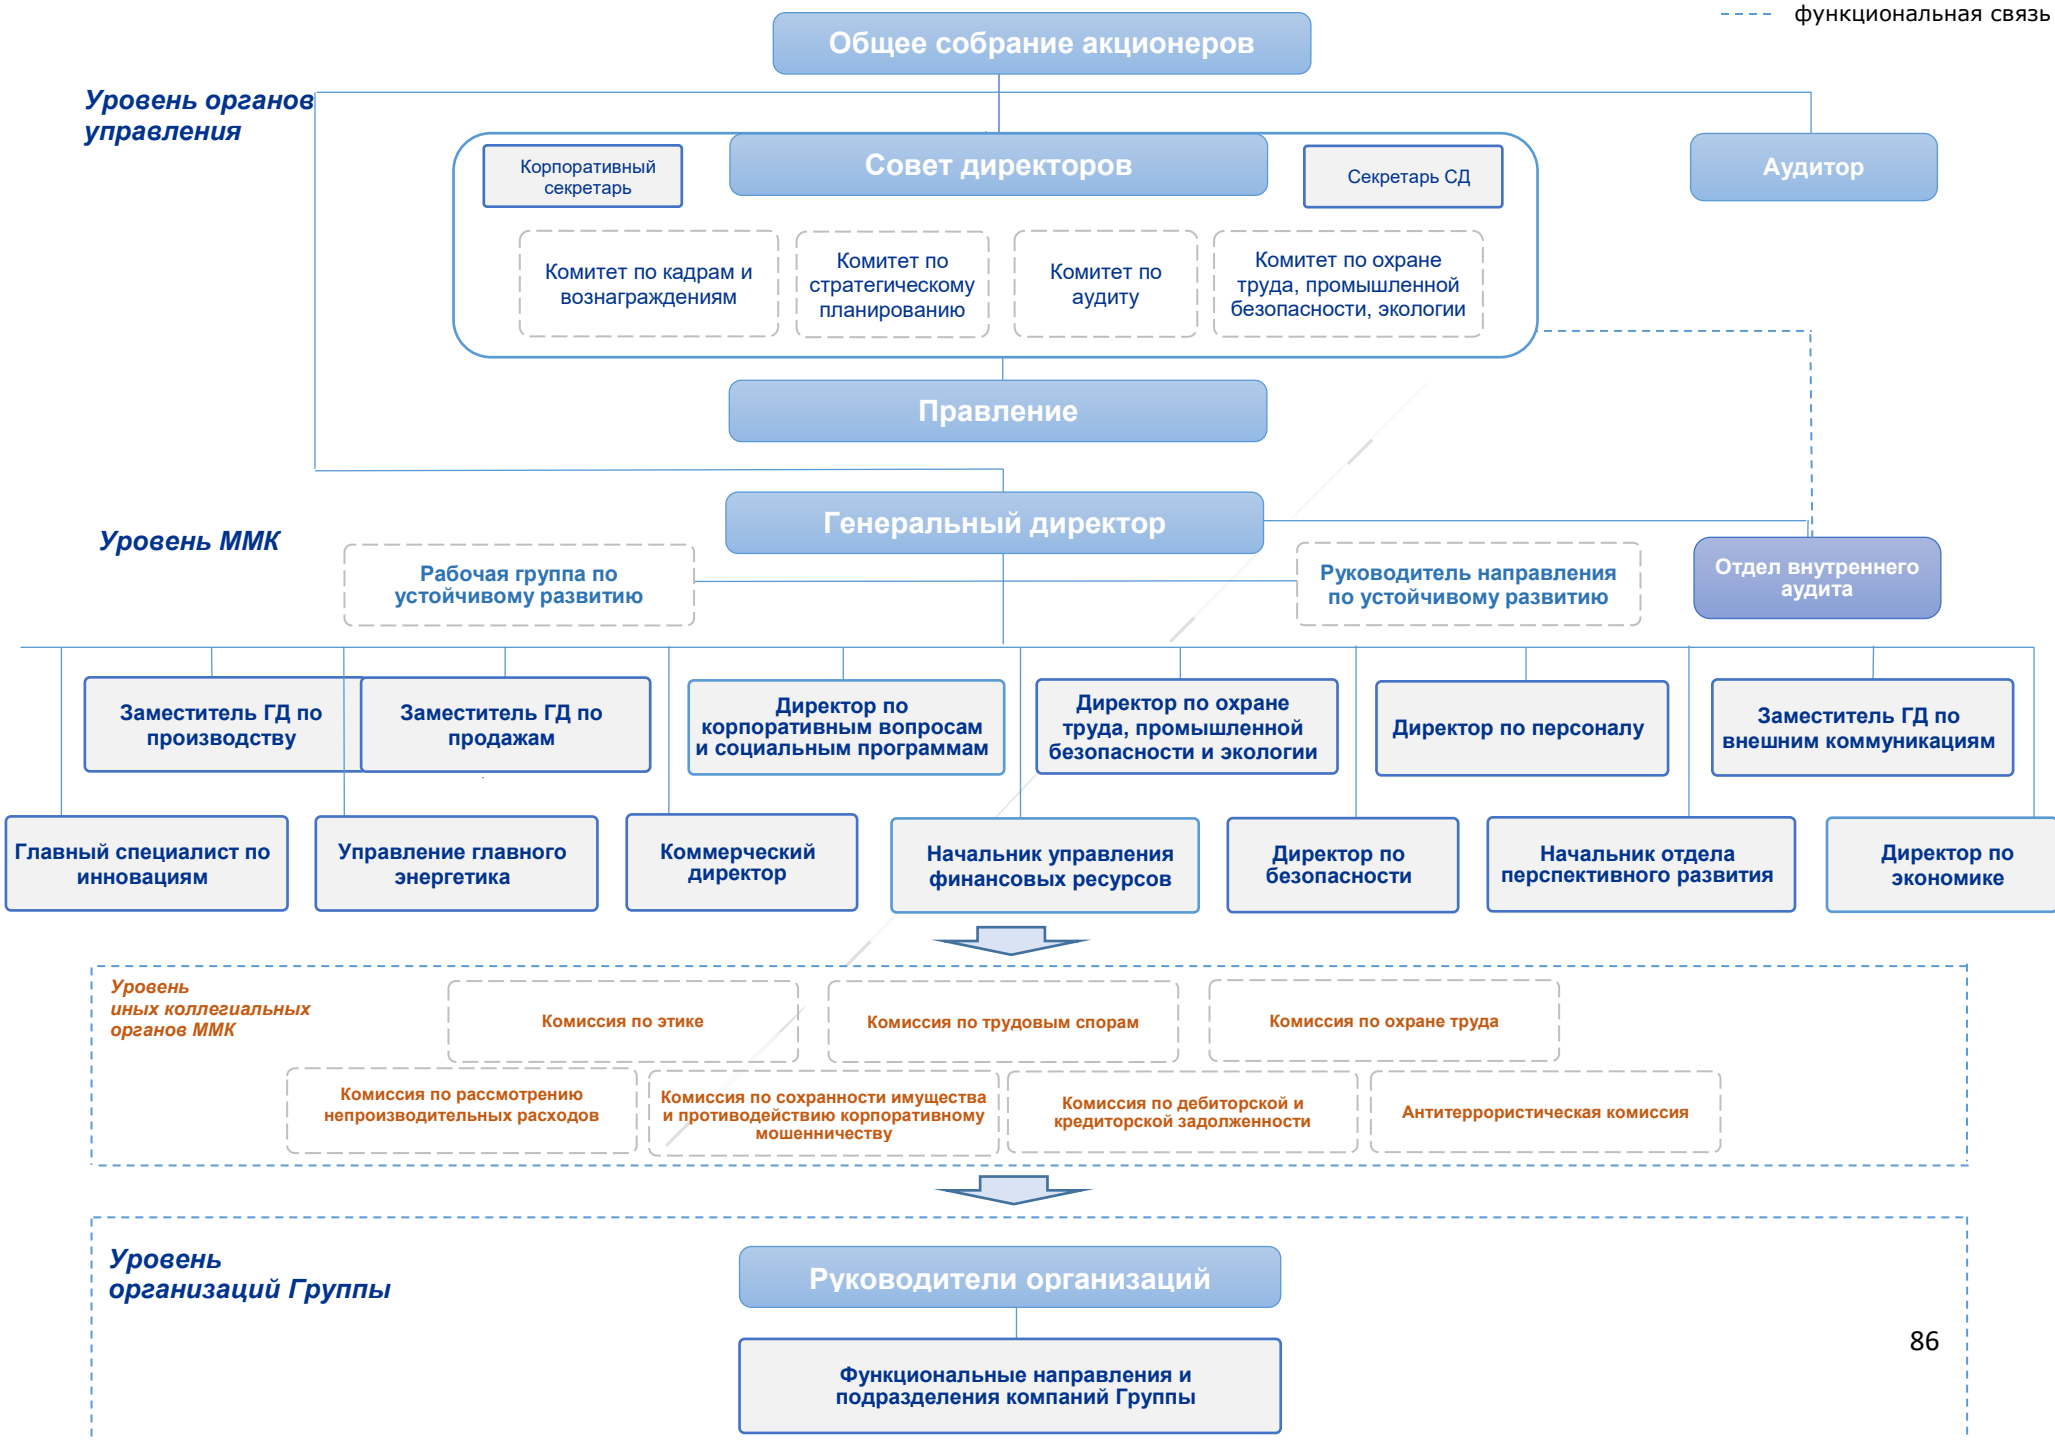 функциональная связь
Общее собрание акционеров
Уровень органов
управления
Корпоративный
секретарь
Совет директоров
Секретарь СД
Аудитор
Комитет по кадрам и
вознаграждениям
Комитет по
стратегическому
планированию
Комитет по
аудиту
Комитет по охране
труда, промышленной
безопасности, экологии
Правление
Генеральный директор
Уровень ММК
Рабочая группа по
устойчивому развитию
Руководитель направления
по устойчивому развитию
Отдел внутреннего
аудита
Заместитель ГД по
производству
Заместитель ГД по
продажам
Директор по
корпоративным вопросам
и социальным программам
Директор по охране
труда, промышленной
безопасности и экологии
Директор по персоналу
Заместитель ГД по
внешним коммуникациям
Главный специалист по
инновациям
Управление главного
энергетика
Коммерческий
директор
Начальник управления
финансовых ресурсов
Директор по
безопасности
Начальник отдела
перспективного развития
Директор по
экономике
Уровень
иных коллегиальных
органов ММК
Комиссия по этике
Комиссия по трудовым спорам
Комиссия по охране труда
Комиссия по рассмотрению
непроизводительных расходов
Комиссия по сохранности имущества
и противодействию корпоративному
мошенничеству
Комиссия по дебиторской и
кредиторской задолженности
Антитеррористическая комиссия
Уровень
организаций Группы
Руководители организаций
86
Функциональные направления и
подразделения компаний Группы